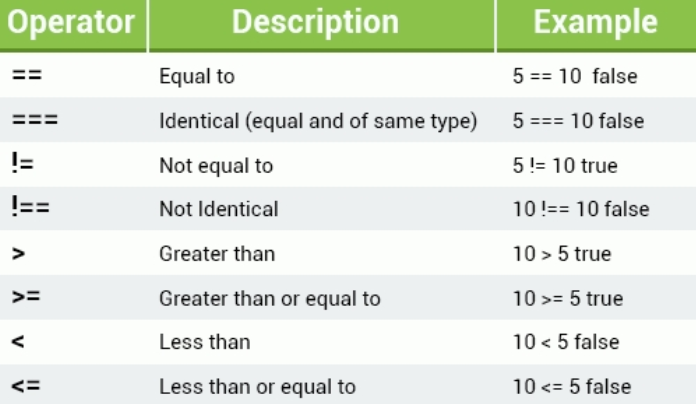 Operator Description Example
== Equal to 5 == 10  false
=== Identical (equal and of same type) 5 === 10 false
!= Not equal to 5 != 10 true
!== Not Identical 10 !== 10 false
> Greater than 10 > 5 true
>= Greater than or equal to 10 >= 5 true
< Less than 10 < 5 false
<= Less than or equal to 10 <= 5 false